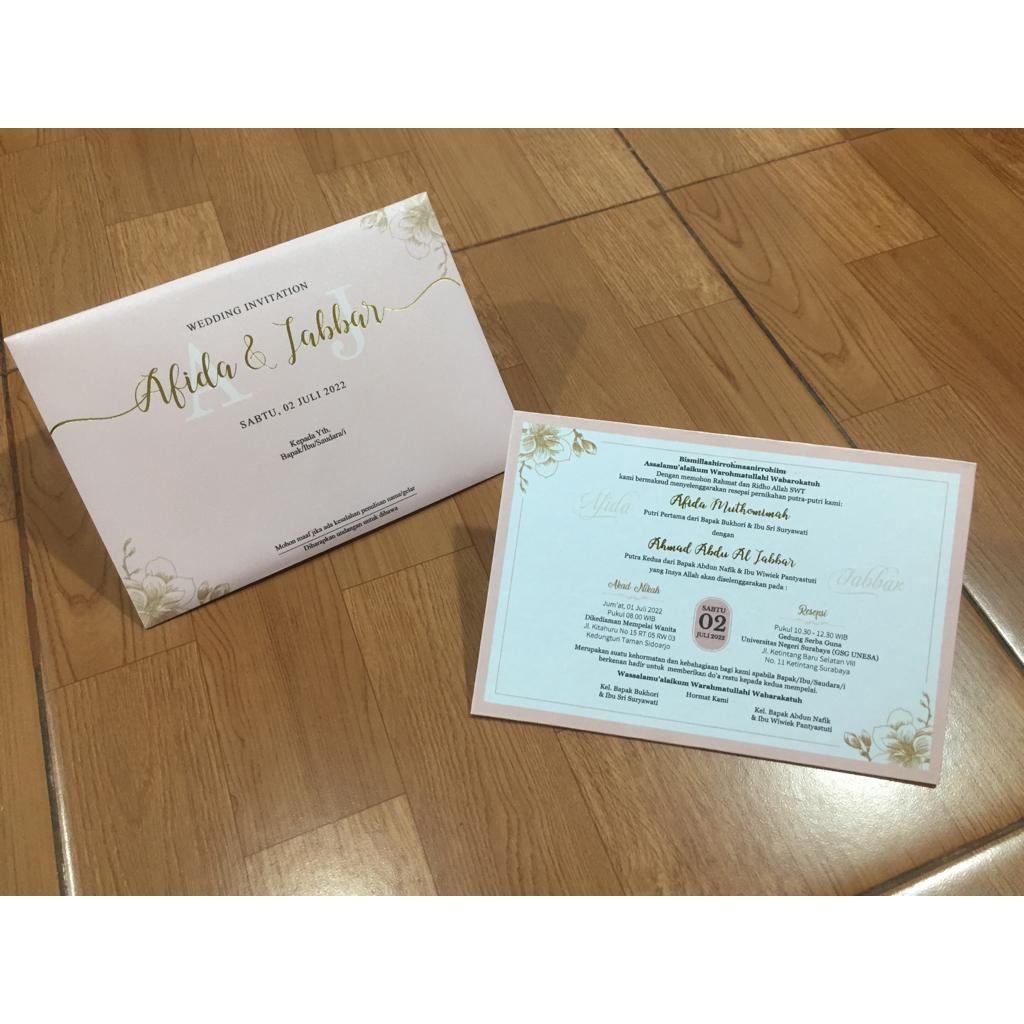 WEDDING INVITATION
A J
Afida & Jabbar
SABTU, 02 JULI 2022
Kepada Yth,
Bapak/Ibu/Saudara/i
Mohon maaf jika ada kesalahan penulisan nama/gelar
Diharapkan undangan untuk dibawa
Bismillaahirrohmaanirrohiim
Assalamu'alaikum Warohmatullahi Wabarokatuh
Dengan memohon Rahmat dan Ridho Allah SWT
kami bermaksud menyelenggarakan resepsi pernikahan putra-putri kami:
Afida
Afida Muthomimah
Putri Pertama dari Bapak Bukhori & Ibu Sri Suryawati
dengan
Ahmad Abdu Al Jabbar
Putra Kedua dari Bapak Abdun Nafik & Ibu Wiwiek Pantyastuti
Jabbar
yang Insya Allah akan diselenggarakan pada :
Akad Nikah
Jum'at, 01 Juli 2022
Pukul 08.00 WIB
Dikediaman Mempelai Wanita
Jl. Kitahuru No 15 RT 05 RW 03
Kedungturi Taman Sidoarjo
SABTU
02
JULI 2022
Resepsi
Pukul 10.30 - 12.30 WIB
Gedung Serba Guna
Universitas Negeri Surabaya (GSG UNESA)
Jl. Ketintang Baru Selatan VIII
No. 11 Ketintang Surabaya
Merupakan suatu kehormatan dan kebahagiaan bagi kami apabila Bapak/Ibu/Saudara/i
berkenan hadir untuk memberikan do'a restu kepada kedua mempelai.
Wassalamu'alaikum Warahmatullahi Wabarakatuh
Hormat Kami
Kel. Bapak Bukhori
& Ibu Sri Suryawati
Kel. Bapak Abdun Nafik
& Ibu Wiwiek Pantyastuti